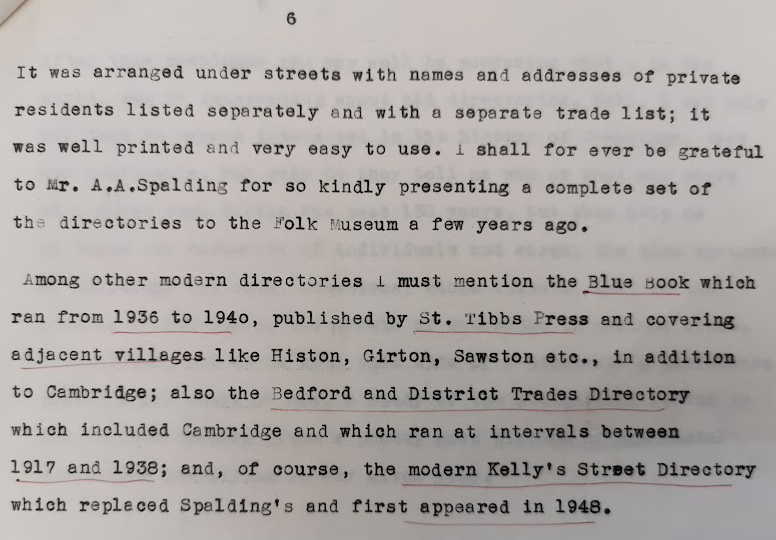 6
It was arranged under streets with names and addresses of private
residents listed separately and with a separate trade list; it
was well printed and very easy to use. I shall for ever be grateful
to Mr. A.A.Spalding for so kindly presenting a complete set of
the directories to the Folk Museum a few years ago.
Among other modern directories I must mention the Blue Book which
ran from 1936 to 1940, published by St. Tibbs Press and covering
adjacent villages like Histon, Girton, Sawston etc., in addition
to Cambridge; also the Bedford and District Trades Directory
which included Cambridge and which ran at intervals between
1917 and 1938; and, of course, the modern Kelly's Street Directory
which replaced Spalding's and first appeared in 1948.